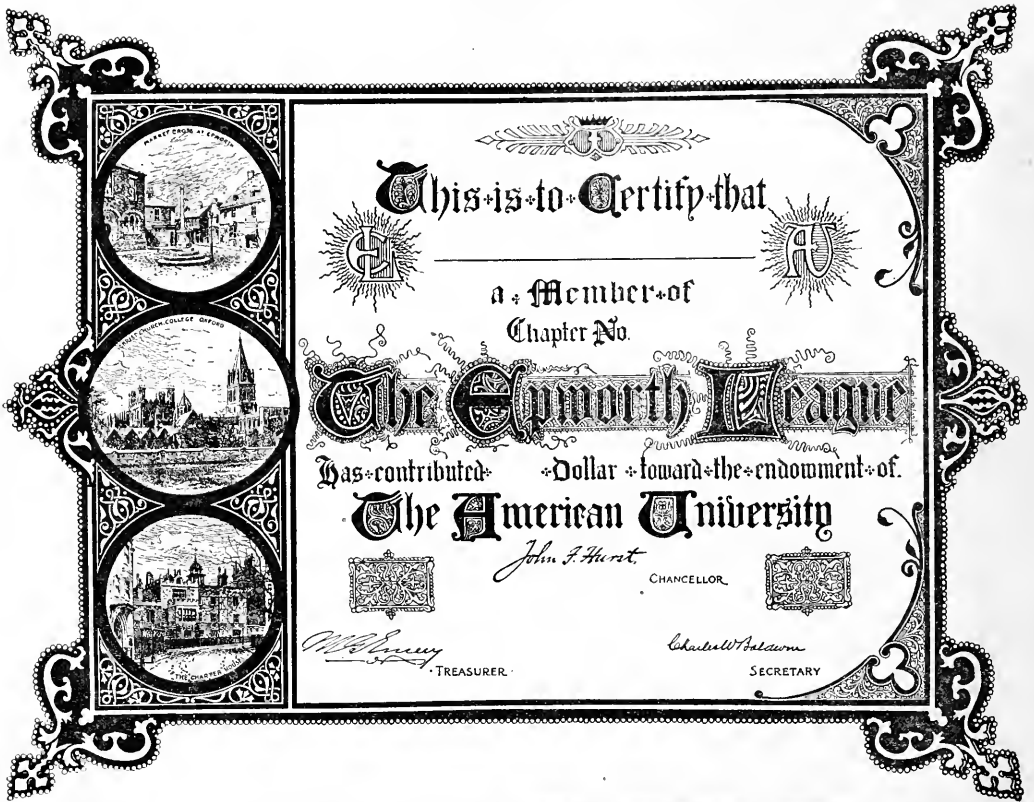 MARKET CROSS AT EPWORTH
CHRIST CHURCH COLLEGE OXFORD
THE CHARTER HOUSE
This is to Certify that
EL
AU
a Member of
Chapter No.
The Epworth League
Has contributed Dollar toward the endowment of
The American University
John F. Hurst.
CHANCELLOR
TREASURER
Charles W Baldwin
SECRETARY